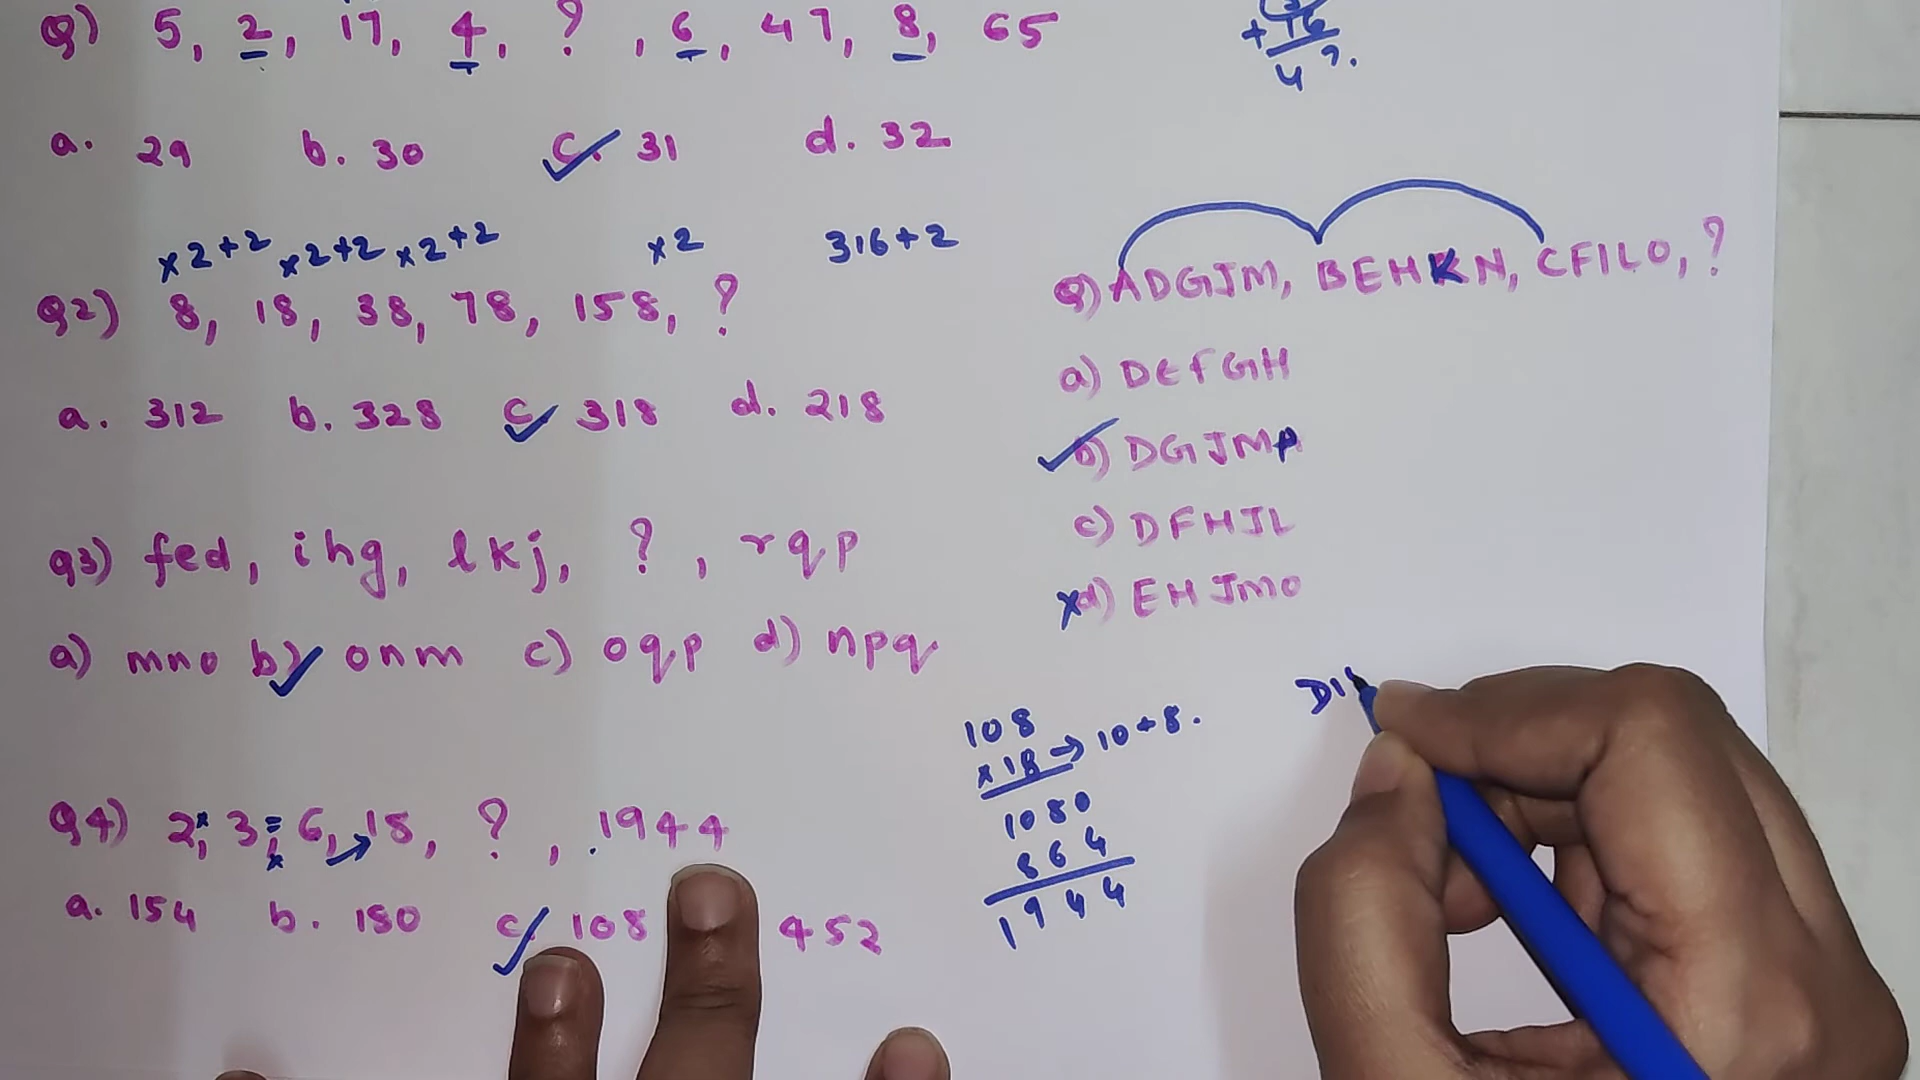 Q) 5, 2, 17, 4, ?, 6, 47, 8, 65
+16
47.
a. 29 b. 30 c. 31 d. 32
×2+2 ×2+2 ×2+2 ×2 316+2
Q2) 8, 18, 38, 78, 158, ?
a. 312 b. 328 c 318 d. 218
Q3) fed, ihg, lkj, ?, rqp
a) mno b) onm c) oqp d) npq
Q4) 2, × 3, = × 6, → 18, ?, 1944
a. 154 b. 180 c. 108 452
Q) ADGJM, BEHKN, CFILO, ?
a) DEFGH
b) DGJMP
c) DFHJL
×d) EHJMO
108
×18 → 10+8.
1080
864
1944